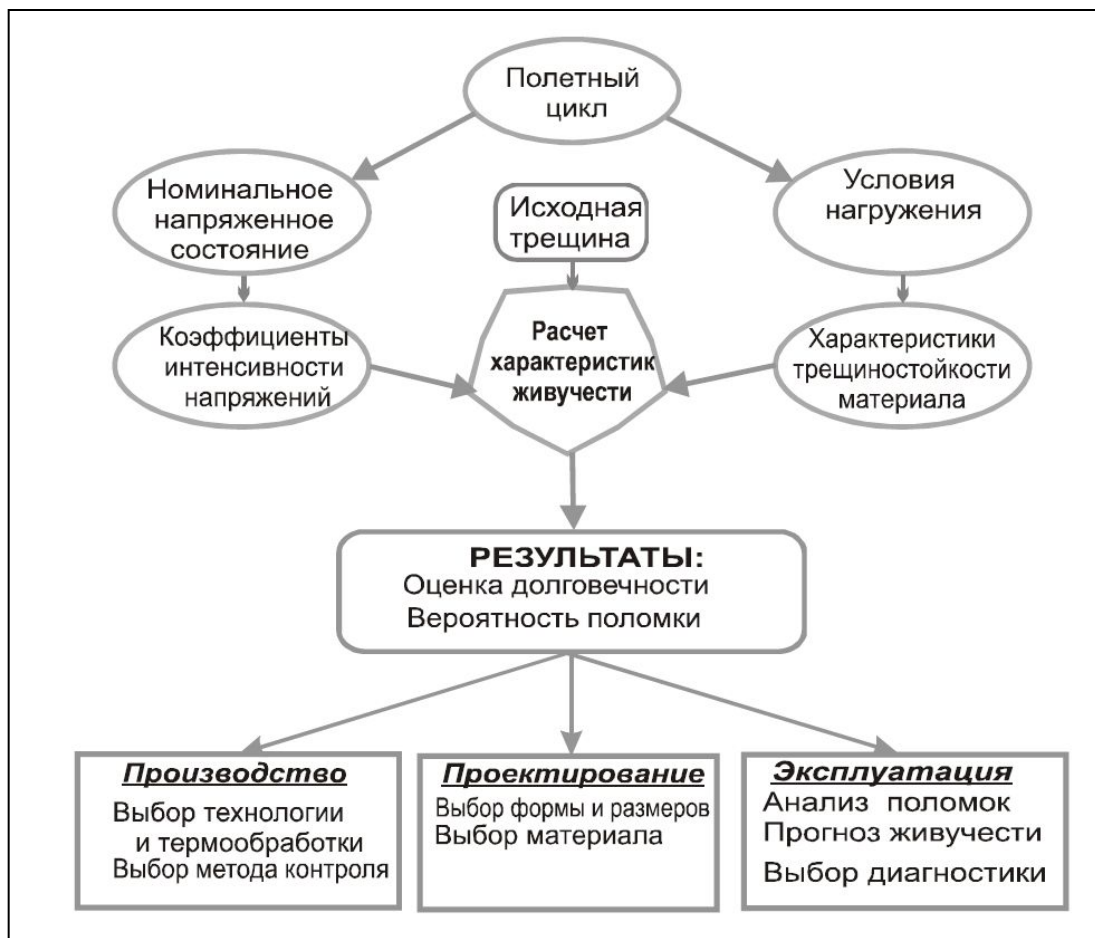 Полетный
цикл
Номинальное
напряженное
состояние
Исходная
трещина
Условия
нагружения
Коэффициенты
интенсивности
напряжений
Расчет
характеристик
живучести
Характеристики
трещиностойкости
материала
РЕЗУЛЬТАТЫ:
Оценка долговечности
Вероятность поломки
Производство
Выбор технологии
и термообработки
Выбор метода контроля
Проектирование
Выбор формы и размеров
Выбор материала
Эксплуатация
Анализ поломок
Прогноз живучести
Выбор диагностики